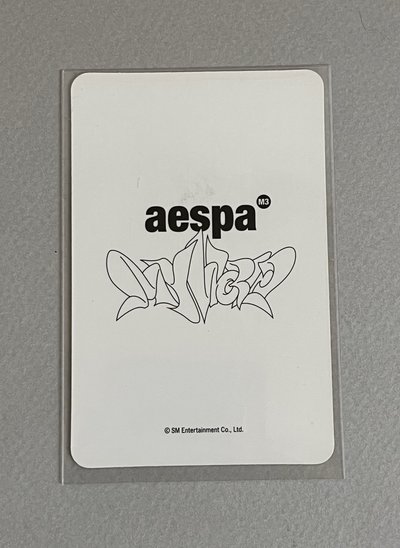 aespa M3
© SM Entertainment Co., Ltd.